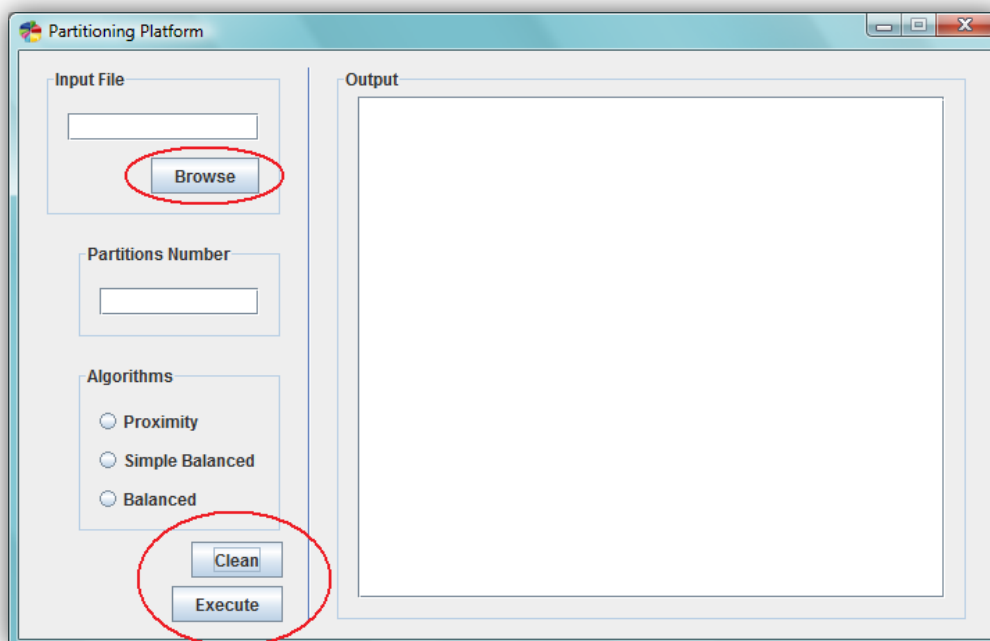 Partitioning Platform
Input File
Browse
Partitions Number
Algorithms
Proximity
Simple Balanced
Balanced
Clean
Execute
Output